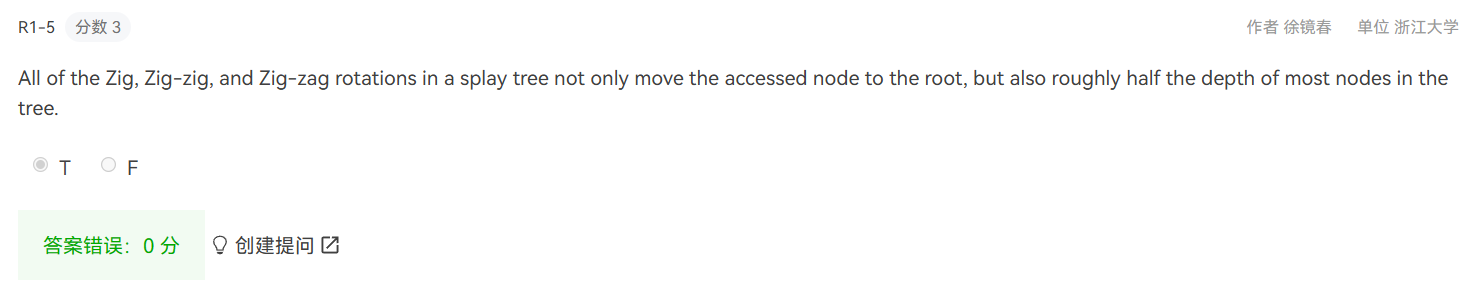 R1-5 分数 3 作者 徐镜春 单位 浙江大学
All of the Zig, Zig-zig, and Zig-zag rotations in a splay tree not only move the accessed node to the root, but also roughly half the depth of most nodes in the
tree.
T F
答案错误：0 分 创建提问